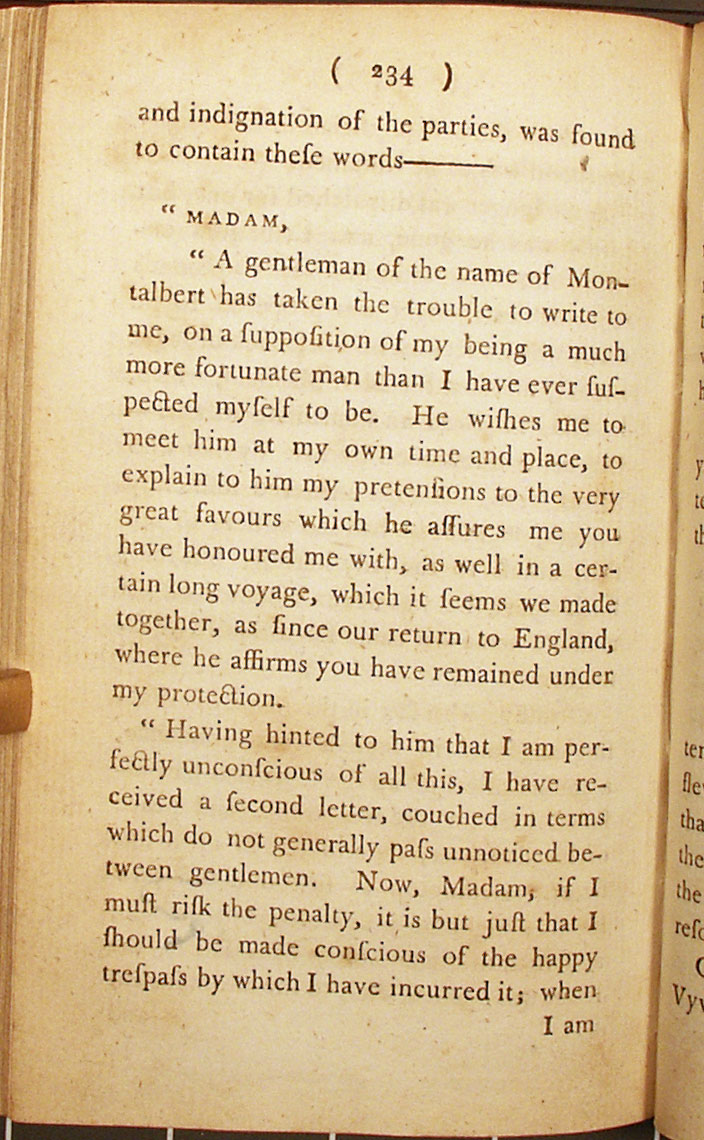 ( 234 )
and indignation of the parties, was found
to contain theſe words———
“ MADAM,
“ A gentleman of the name of Mon-
talbert has taken the trouble to write to
me, on a ſuppoſition of my being a much
more fortunate man than I have ever ſuſ-
pected myſelf to be. He wiſhes me to
meet him at my own time and place, to
explain to him my pretenſions to the very
great favours which he aſſures me you
have honoured me with, as well in a cer-
tain long voyage, which it ſeems we made
together, as ſince our return to England,
where he affirms you have remained under
my protection.
“ Having hinted to him that I am per-
fectly unconſcious of all this, I have re-
ceived a ſecond letter, couched in terms
which do not generally paſs unnoticed be-
tween gentlemen. Now, Madam, if I
muſt riſk the penalty, it is but juſt that I
ſhould be made conſcious of the happy
treſpaſs by which I have incurred it; when
I am